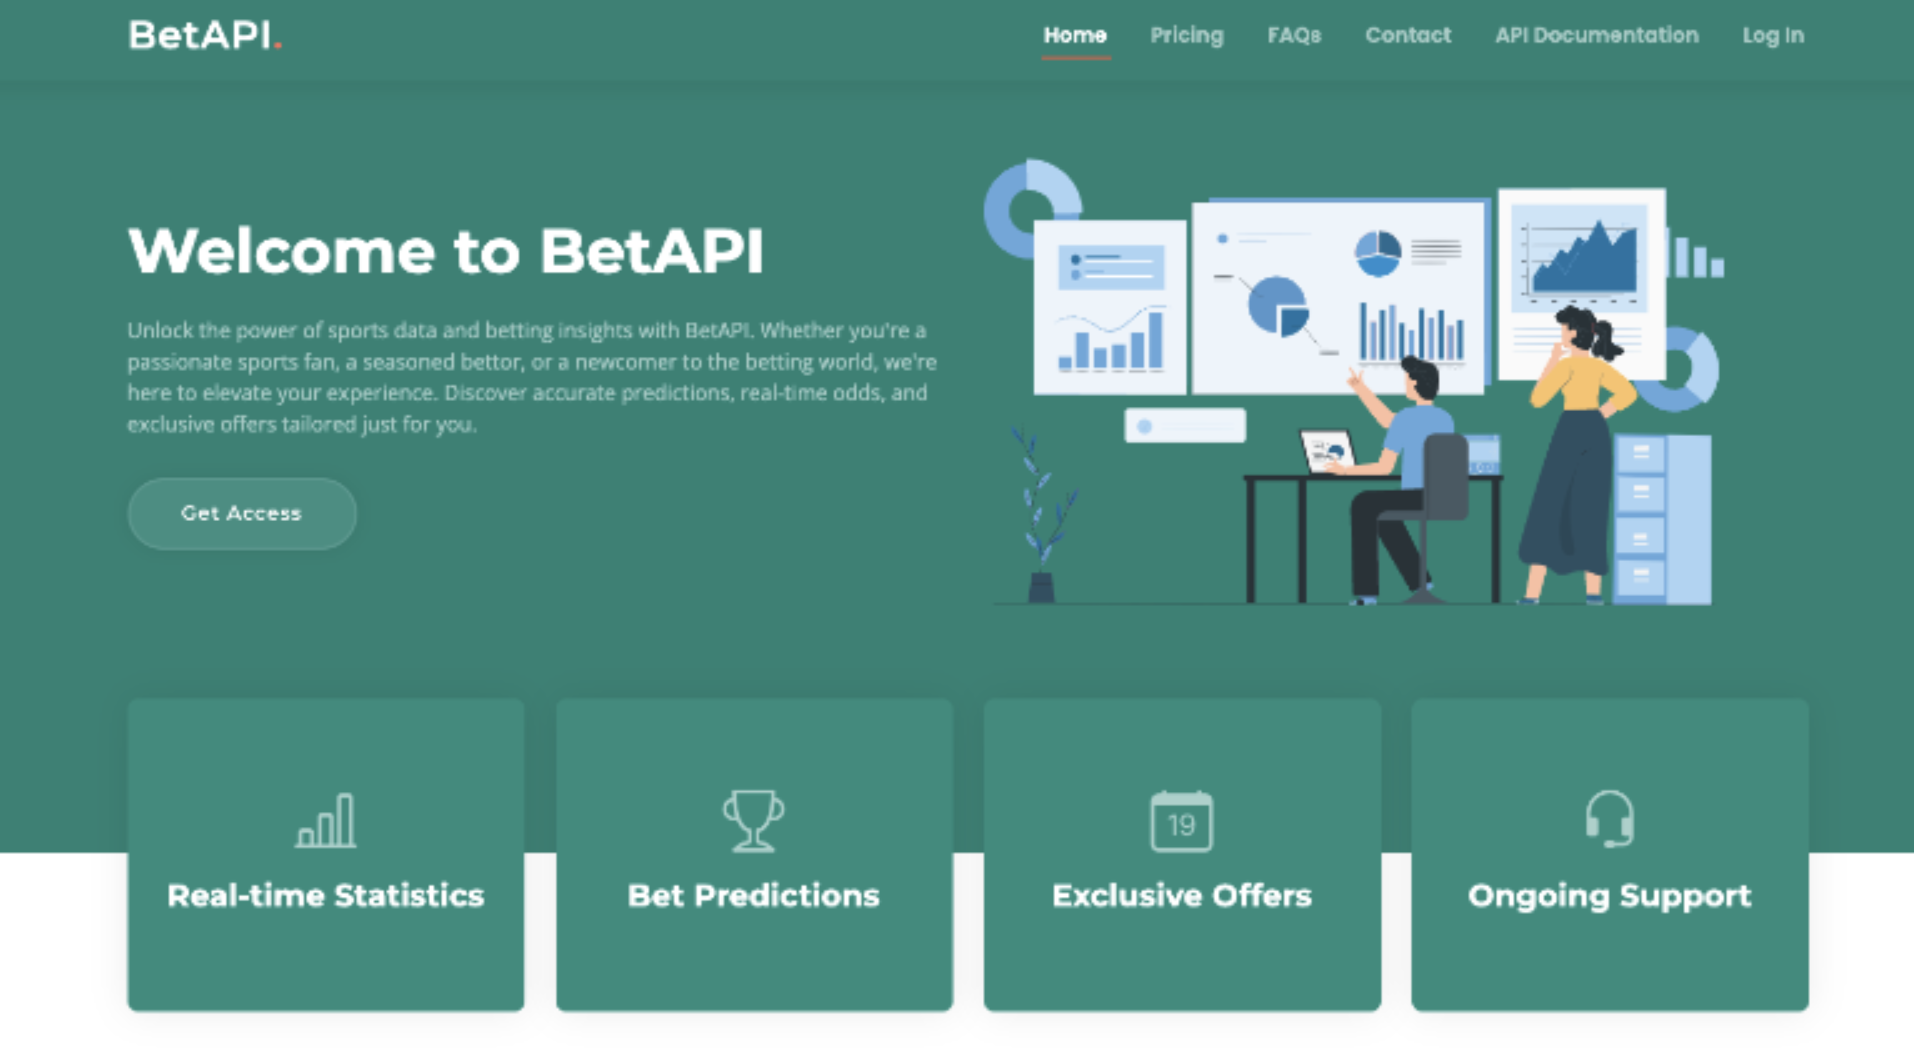 BetAPI.
Home Pricing FAQs Contact API Documentation Log In
Welcome to BetAPI
Unlock the power of sports data and betting insights with BetAPI. Whether you're a
passionate sports fan, a seasoned bettor, or a newcomer to the betting world, we're
here to elevate your experience. Discover accurate predictions, real-time odds, and
exclusive offers tailored just for you.
Get Access
19
Real-time Statistics
Bet Predictions
Exclusive Offers
Ongoing Support